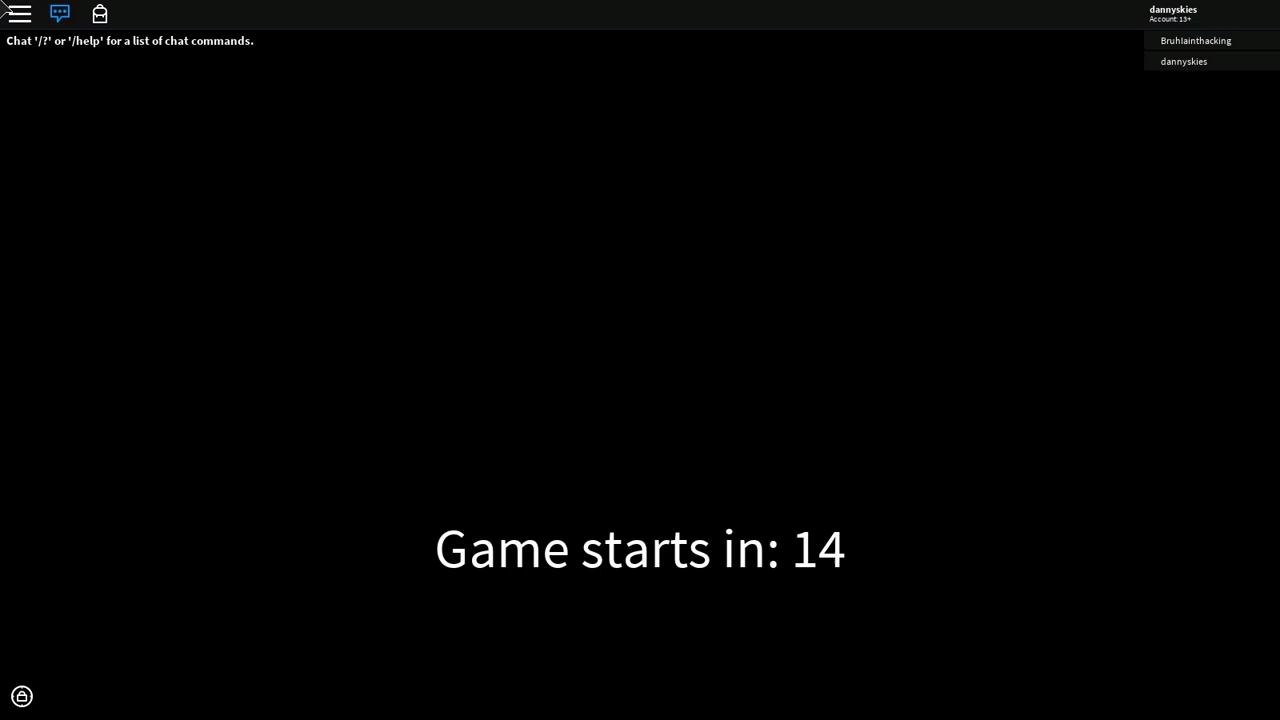 dannyskies
Account: 13+
Chat '/?' or '/help' for a list of chat commands.
Bruhlainthacking
dannyskies
Game starts in: 14